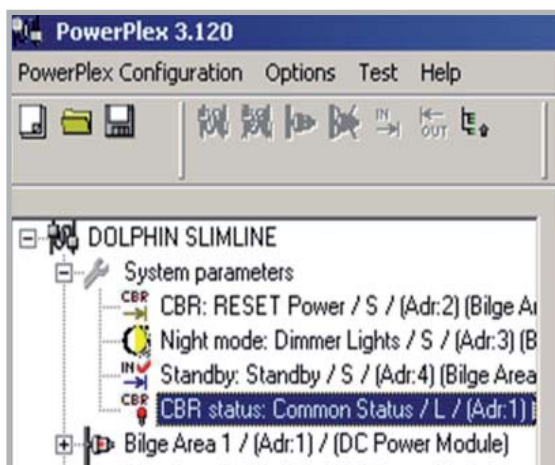 PowerPlex 3.120
PowerPlex Configuration Options Test Help
IN OUT
DOLPHIN SLIMLINE
System parameters
CBR CBR: RESET Power / S / (Adr:2) (Bilge
Night mode: Dimmer Lights / S / (Adr:3) (B
IN Standby: Standby / S / (Adr:4) (Bilge Area
CBR CBR status: Common Status / L / (Adr:1)
Bilge Area 1 / (Adr:1) / (DC Power Module)